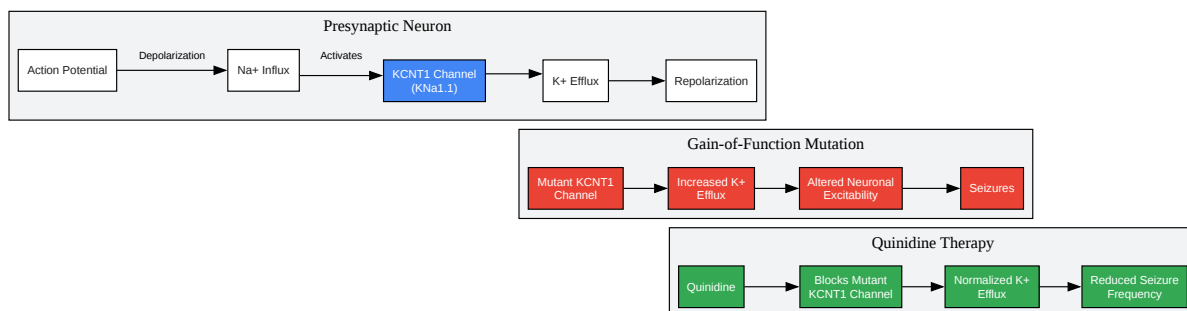 Presynaptic Neuron
Action Potential
Depolarization
Na+ Influx
Activates
KCNT1 Channel
(KNa1.1)
K+ Efflux
Repolarization
Gain-of-Function Mutation
Mutant KCNT1
Channel
Increased K+
Efflux
Altered Neuronal
Excitability
Seizures
Quinidine Therapy
Quinidine
Blocks Mutant
KCNT1 Channel
Normalized K+
Efflux
Reduced Seizure
Frequency